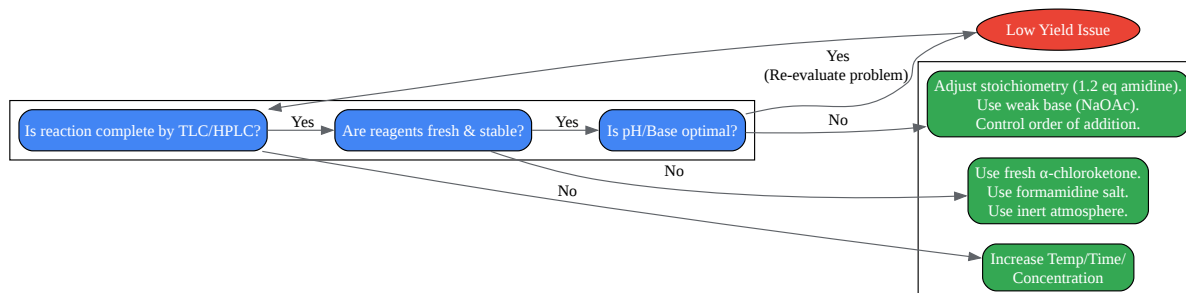 Low Yield Issue
Yes
(Re-evaluate problem)
Is reaction complete by TLC/HPLC?
Yes
Are reagents fresh & stable?
Yes
Is pH/Base optimal?
No
Adjust stoichiometry (1.2 eq amidine).
Use weak base (NaOAc).
Control order of addition.
No
Use fresh α-chloroketone.
Use formamidine salt.
Use inert atmosphere.
No
Increase Temp/Time/
Concentration